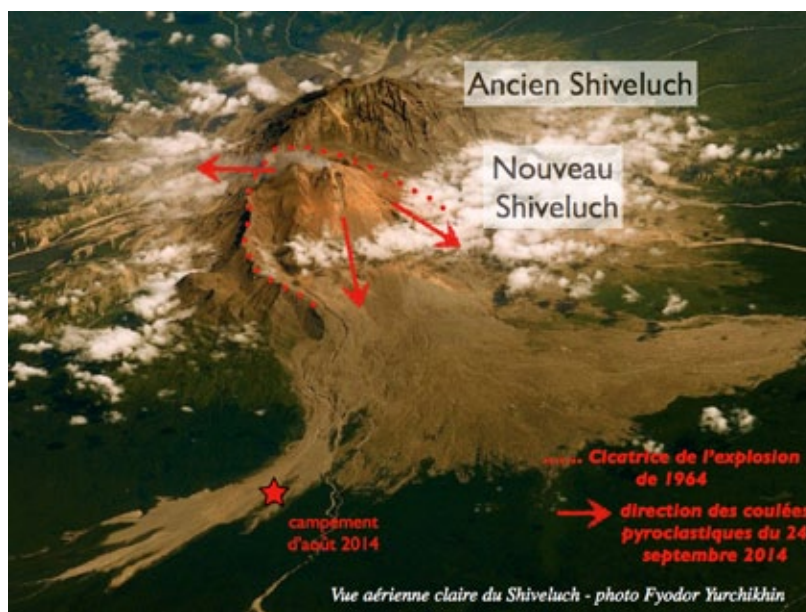 Ancien Shiveluch
Nouveau
Shiveluch
....... Cicatrice de l'explosion
de 1964
campement
d'août 2014
direction des coulées
pyroclastiques du 24
septembre 2014
Vue aérienne claire du Shiveluch - photo Fyodor Yurchikhin